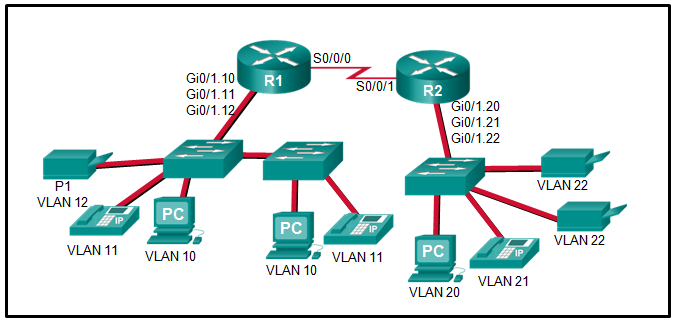 S0/0/0
R1
Gi0/1.10
Gi0/1.11
Gi0/1.12
S0/0/1
R2
Gi0/1.20
Gi0/1.21
Gi0/1.22
P1
VLAN 12
IP
VLAN 11
PC
VLAN 10
PC
VLAN 10
IP
VLAN 11
PC
VLAN 20
IP
VLAN 21
VLAN 22
VLAN 22